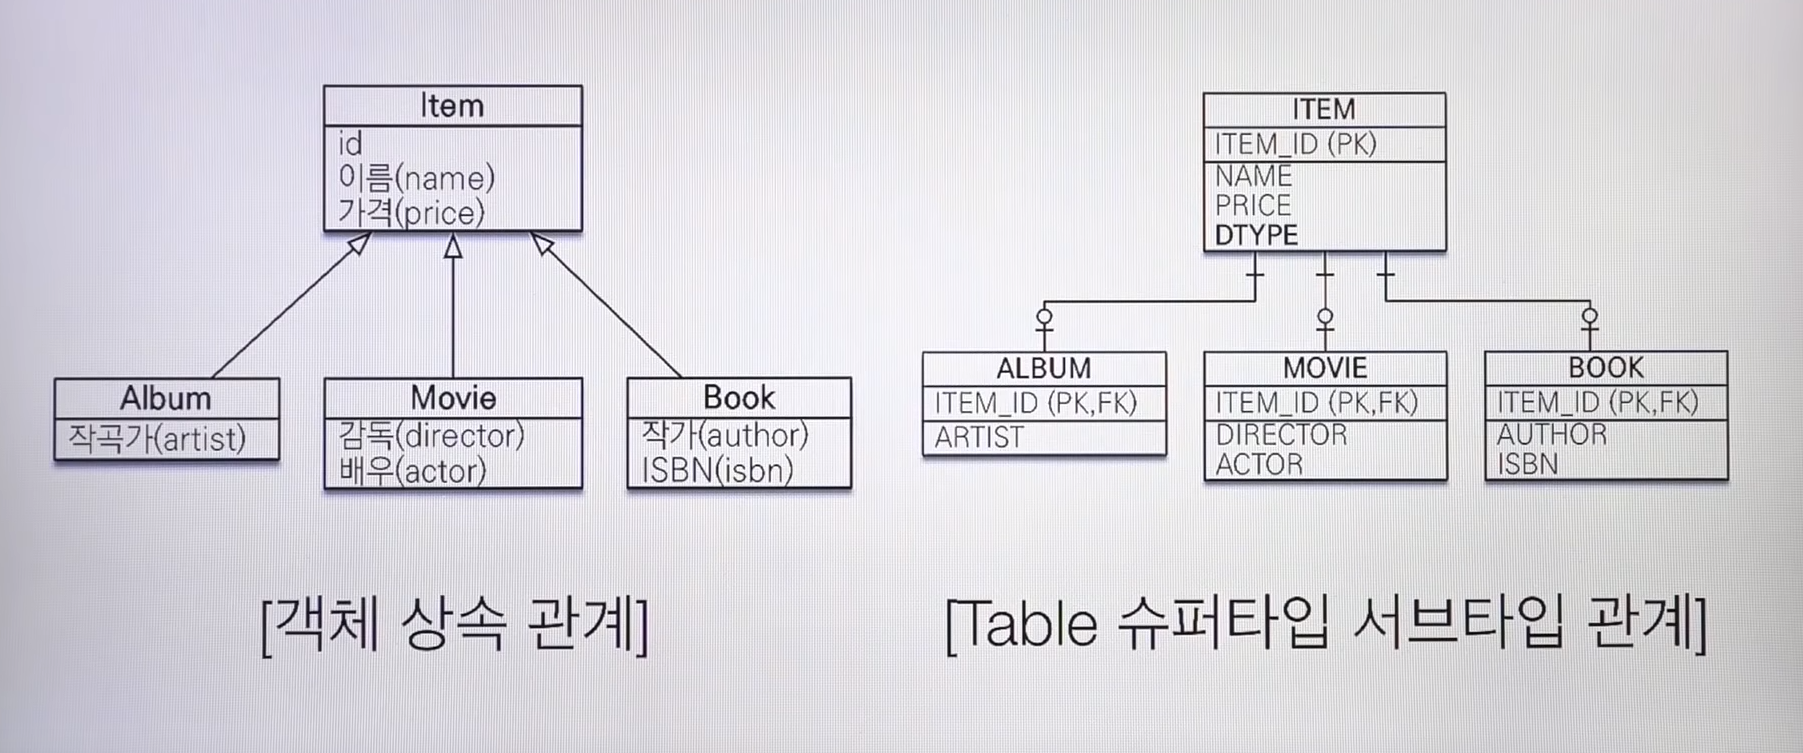 Item
id
이름(name)
가격(price)
Album
작곡가(artist)
Movie
감독(director)
배우(actor)
Book
작가(author)
ISBN(isbn)
[객체 상속 관계]
ITEM
ITEM_ID (PK)
NAME
PRICE
DTYPE
ALBUM
ITEM_ID (PK,FK)
ARTIST
MOVIE
ITEM_ID (PK,FK)
DIRECTOR
ACTOR
BOOK
ITEM_ID (PK,FK)
AUTHOR
ISBN
[Table 슈퍼타입 서브타입 관계]